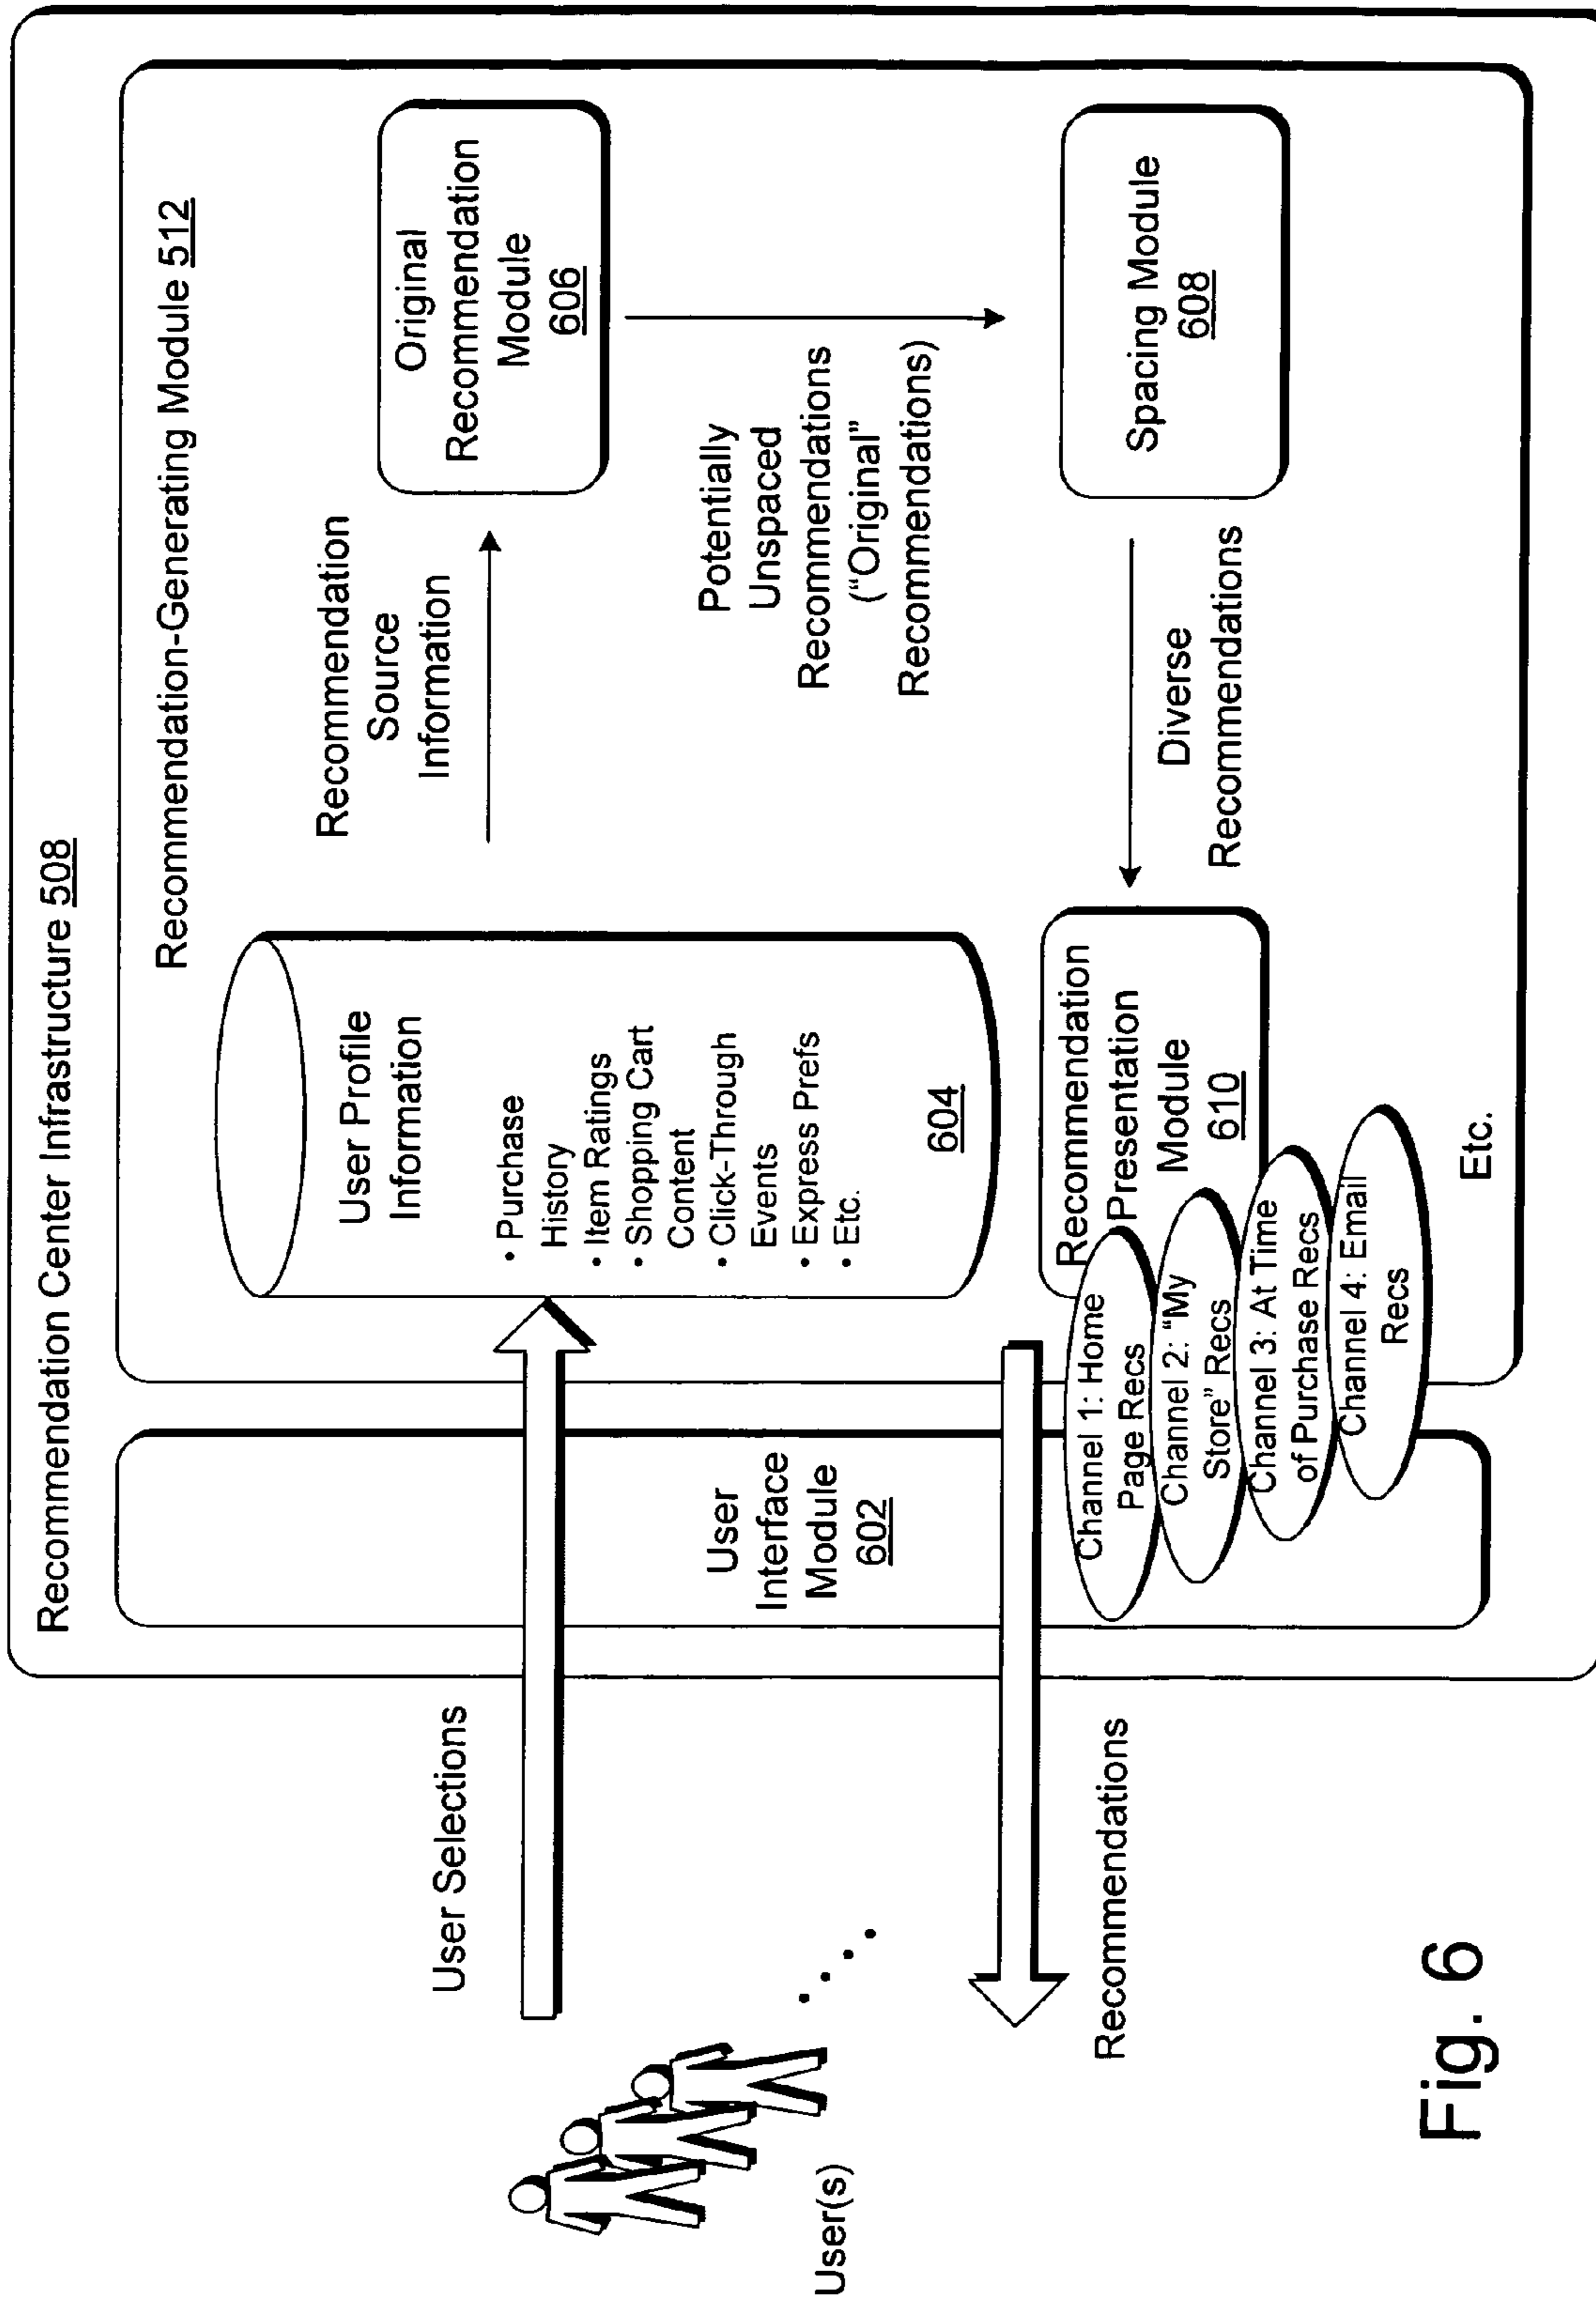 Recommendation Center Infrastructure 508
Recommendation-Generating Module 512
User Selections
User Profile
Information
• Purchase
History
• Item Ratings
• Shopping Cart
Content
• Click-Through
Events
• Express Prefs
• Etc.
604
Recommendation
Source
Information
Original
Recommendation
Module
606
Potentially
Unspaced
Recommendations
("Original"
Recommendations)
Spacing Module
608
Diverse
Recommendations
Recommendation
Presentation
Module
610
User
Interface
Module
602
Channel 1: Home
Page Recs
Channel 2: "My
Store" Recs
Channel 3: At Time
of Purchase Recs
Channel 4: Email
Recs
Etc.
Recommendations
User(s)
Fig. 6